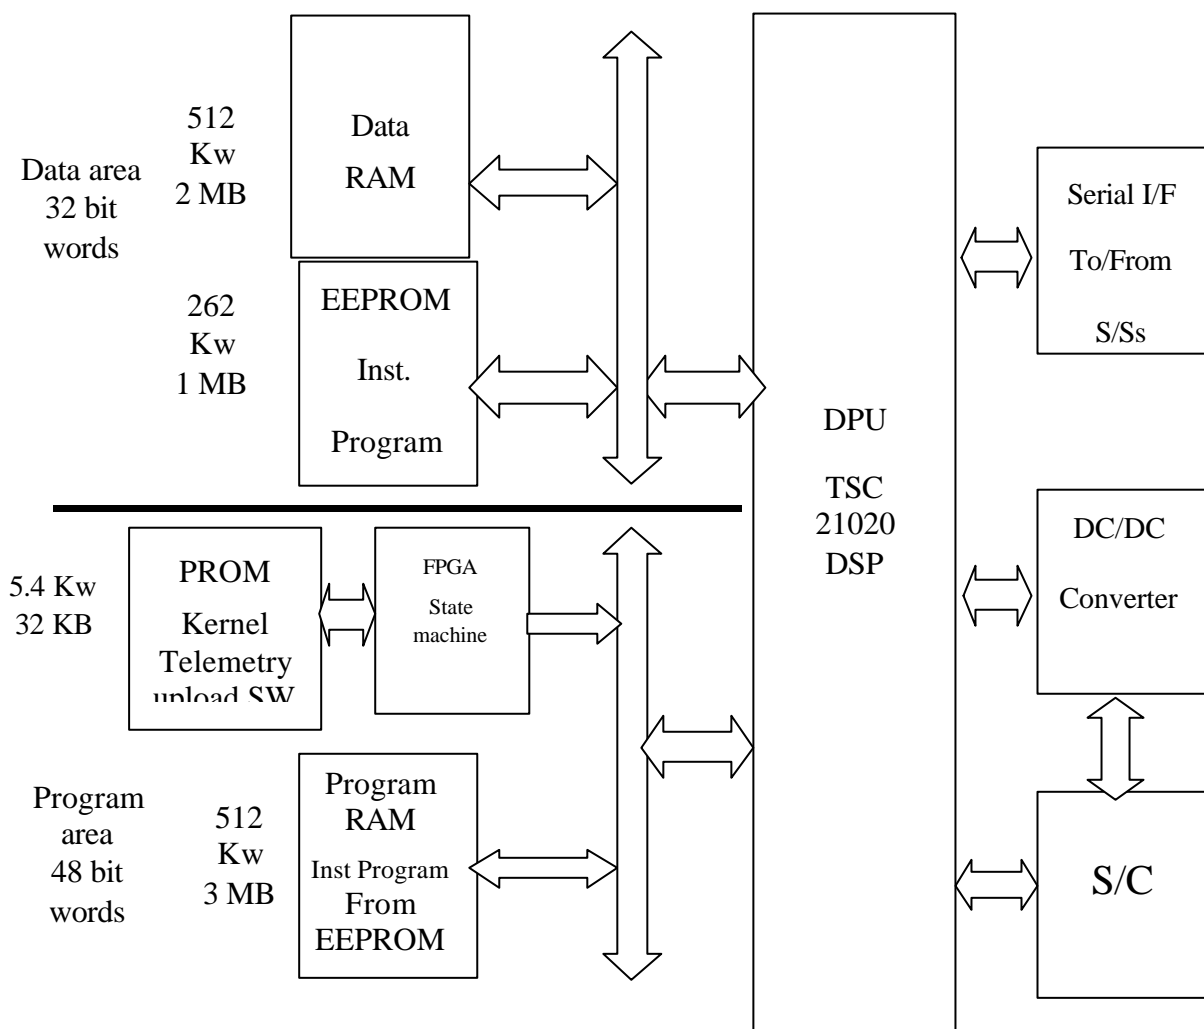 512
Kw
2 MB
Data area
32 bit
words
Data
RAM
262
Kw
1 MB
EEPROM
Inst.
Program
5.4 Kw
32 KB
PROM
Kernel
Telemetry
upload SW
FPGA
State
machine
Program
area
48 bit
words
512
Kw
3 MB
Program
RAM
Inst Program
From
EEPROM
DPU
TSC
21020
DSP
Serial I/F
To/From
S/Ss
DC/DC
Converter
S/C